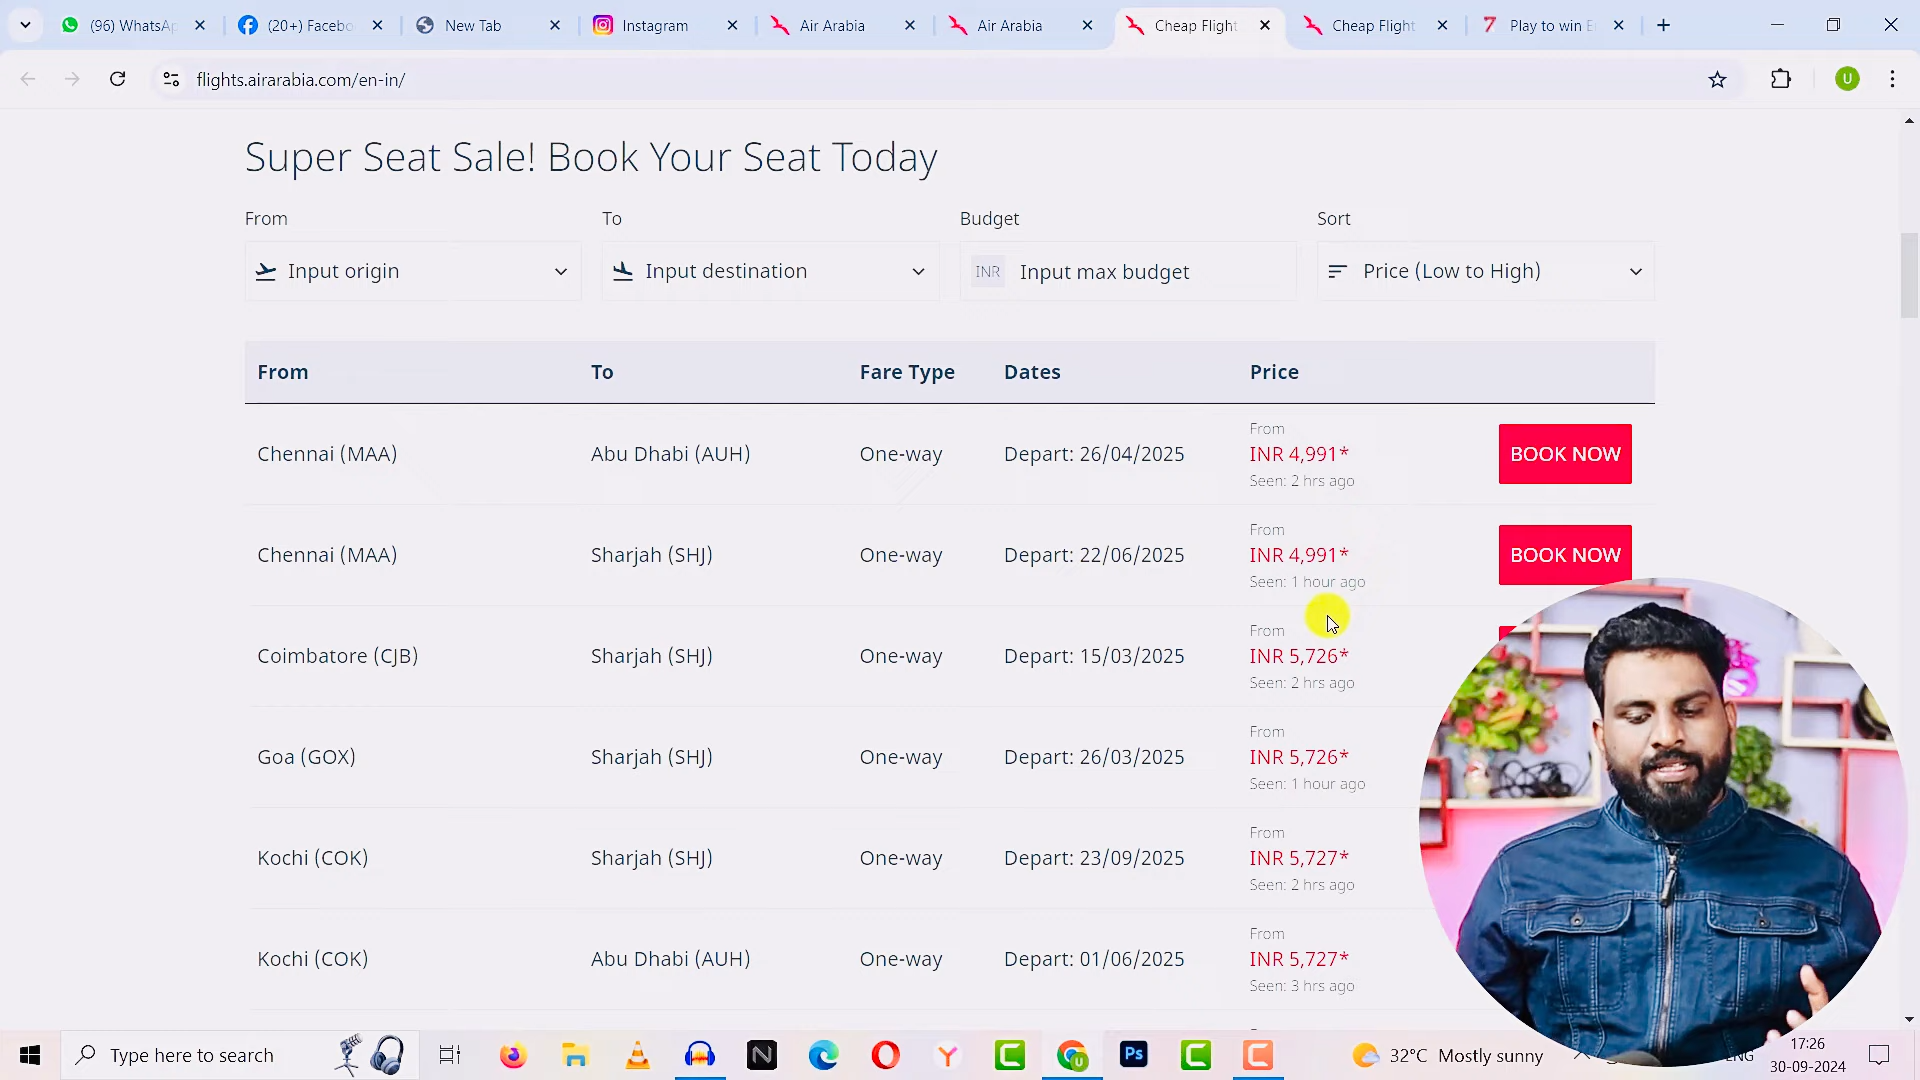 (96) WhatsAp
(20+) Facebo
New Tab
Instagram
Air Arabia
Air Arabia
Cheap Flight
Cheap Flight
Play to win E
flights.airarabia.com/en-in/
U
Super Seat Sale! Book Your Seat Today
From To Budget Sort
Input origin Input destination INR Input max budget Price (Low to High)
From To Fare Type Dates Price
From
Chennai (MAA) Abu Dhabi (AUH) One-way Depart: 26/04/2025 INR 4,991* BOOK NOW
Seen: 2 hrs ago
From
Chennai (MAA) Sharjah (SHJ) One-way Depart: 22/06/2025 INR 4,991* BOOK NOW
Seen: 1 hour ago
From
Coimbatore (CJB) Sharjah (SHJ) One-way Depart: 15/03/2025 INR 5,726*
Seen: 2 hrs ago
From
Goa (GOX) Sharjah (SHJ) One-way Depart: 26/03/2025 INR 5,726*
Seen: 1 hour ago
From
Kochi (COK) Sharjah (SHJ) One-way Depart: 23/09/2025 INR 5,727*
Seen: 2 hrs ago
From
Kochi (COK) Abu Dhabi (AUH) One-way Depart: 01/06/2025 INR 5,727*
Seen: 3 hrs ago
Type here to search
Ps
32°C Mostly sunny
ENG
17:26
30-09-2024